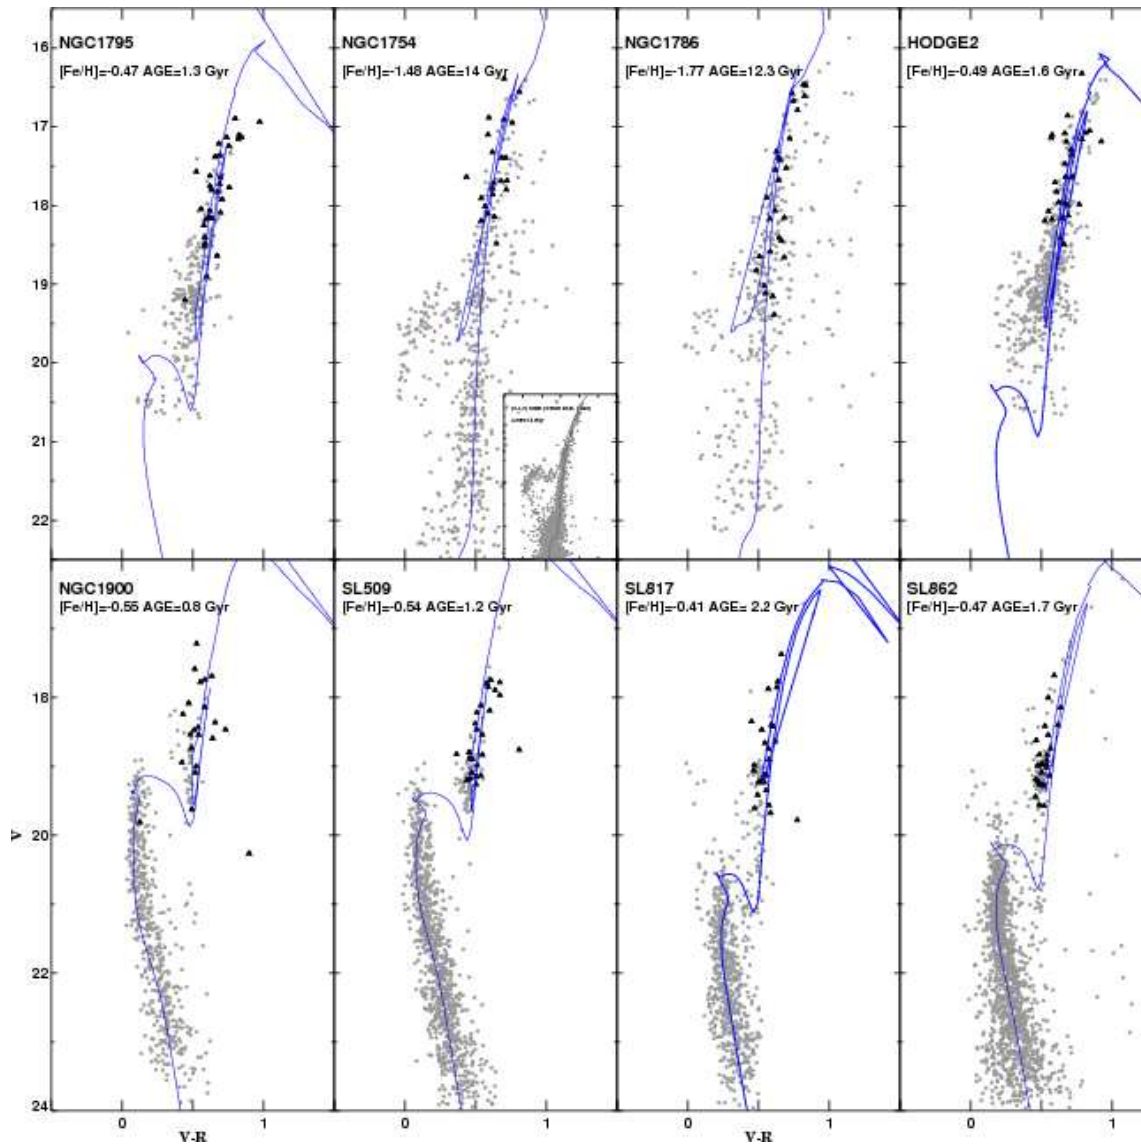 NGC1795
[Fe/H]=-0.47 AGE=1.3 Gyr
NGC1754
[Fe/H]=-1.48 AGE=14 Gyr
NGC1786
[Fe/H]=-1.77 AGE=12.3 Gyr
HODGE2
[Fe/H]=-0.49 AGE=1.6 Gyr
16
17
18
19
20
21
22
NGC1900
[Fe/H]=-0.55 AGE=0.8 Gyr
SL509
[Fe/H]=-0.54 AGE=1.2 Gyr
SL817
[Fe/H]=-0.41 AGE= 2.2 Gyr
SL862
[Fe/H]=-0.47 AGE=1.7 Gyr
18
V
20
22
24
0 1 0 1 0 1 0 1
V-R V-R